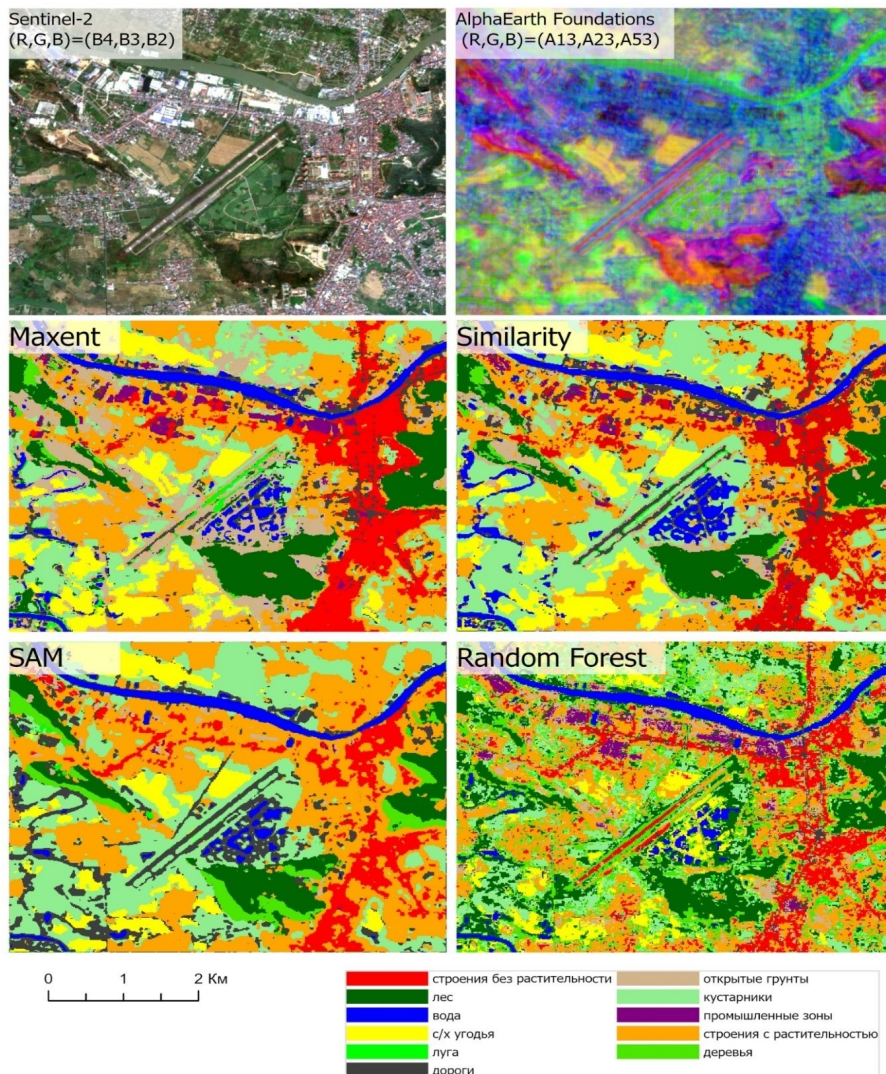 Sentinel-2
(R,G,B)=(B4,B3,B2)
AlphaEarth Foundations
(R,G,B)=(A13,A23,A53)
Maxent
Similarity
SAM
Random Forest
0 1 2 Км
строения без растительности
лес
вода
с/х угодья
луга
дороги
открытые грунты
кустарники
промышленные зоны
строения с растительностью
деревья